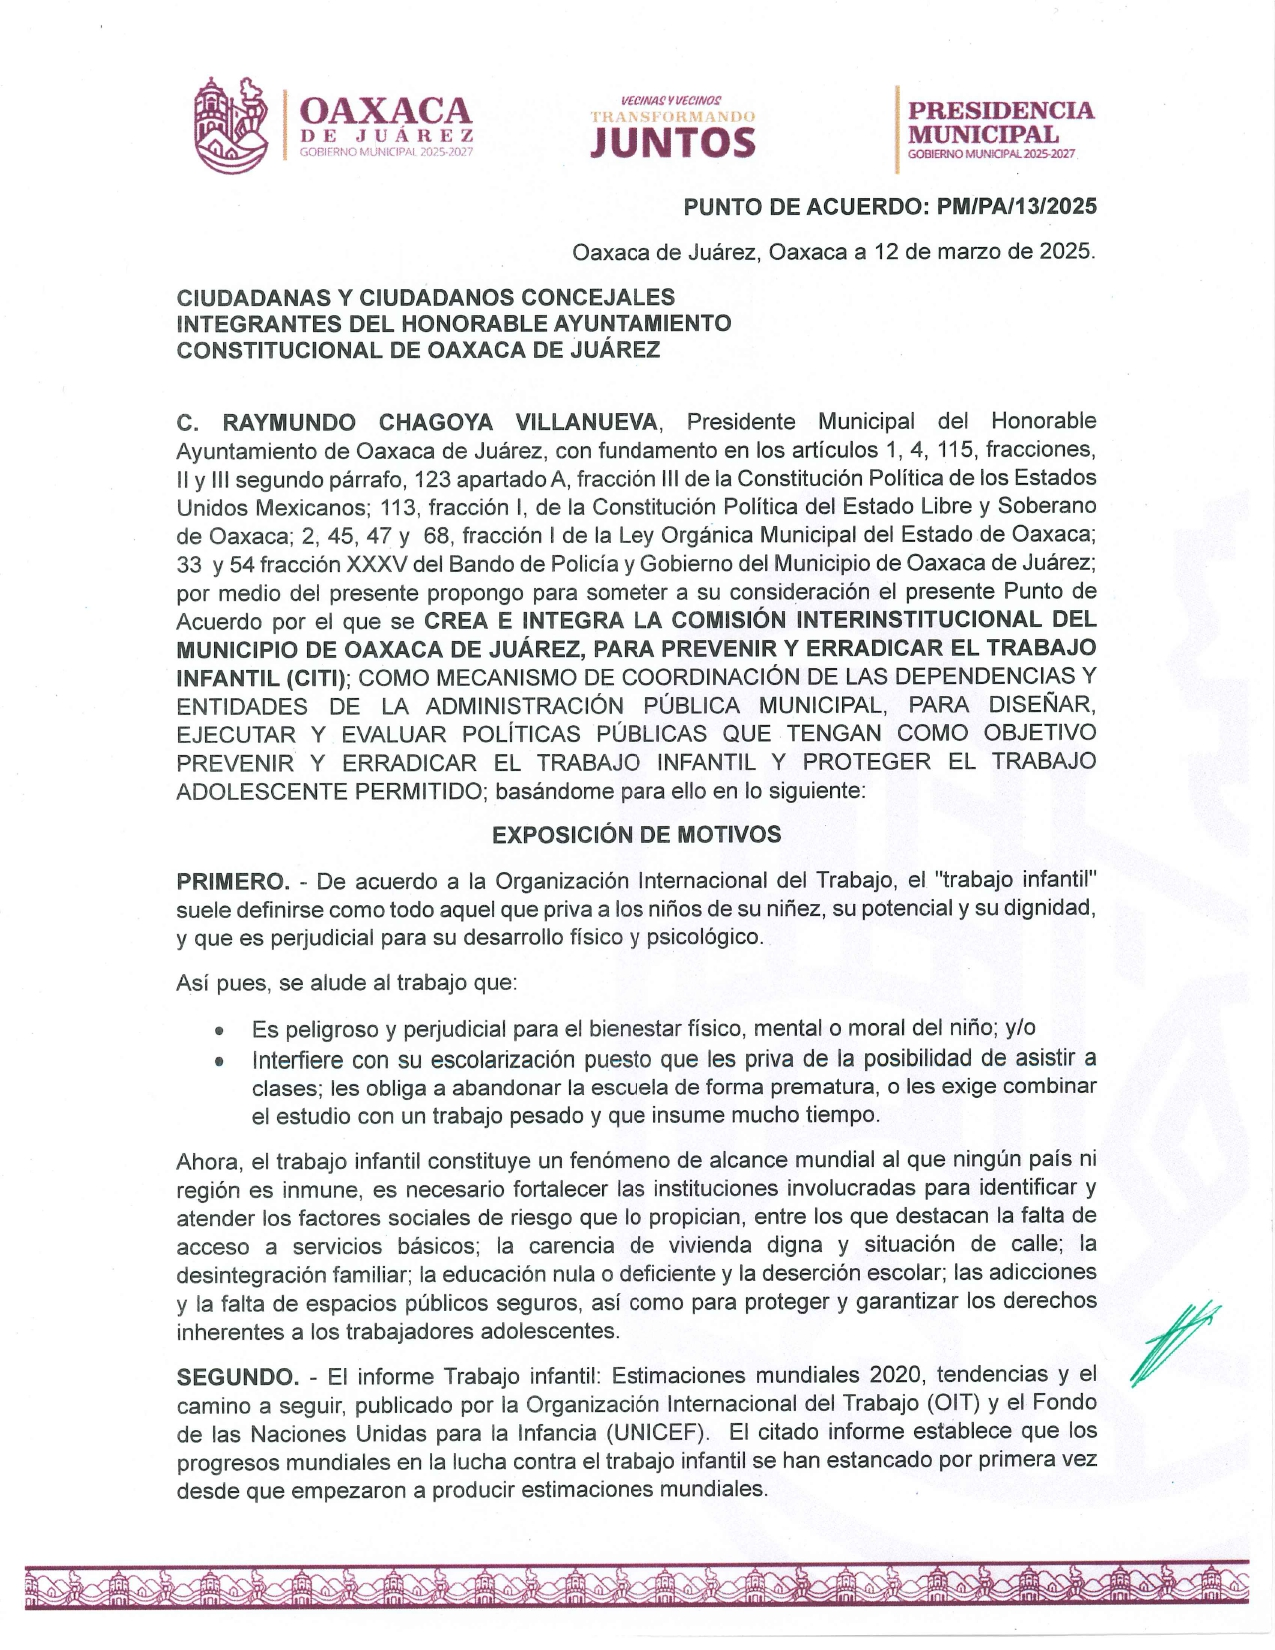 OAXACA
DE JUÁREZ
GOBIERNO MUNICIPAL 2025-2027
VECINAS Y VECINOS
TRANSFORMANDO
JUNTOS
PRESIDENCIA
MUNICIPAL
GOBIERNO MUNICIPAL 2025-2027
PUNTO DE ACUERDO: PM/PA/13/2025
Oaxaca de Juárez, Oaxaca a 12 de marzo de 2025.
CIUDADANAS Y CIUDADANOS CONCEJALES
INTEGRANTES DEL HONORABLE AYUNTAMIENTO
CONSTITUCIONAL DE OAXACA DE JUÁREZ
C. RAYMUNDO CHAGOYA VILLANUEVA, Presidente Municipal del Honorable
Ayuntamiento de Oaxaca de Juárez, con fundamento en los artículos 1, 4, 115, fracciones,
II y III segundo párrafo, 123 apartado A, fracción III de la Constitución Política de los Estados
Unidos Mexicanos; 113, fracción I, de la Constitución Política del Estado Libre y Soberano
de Oaxaca; 2, 45, 47 y 68, fracción I de la Ley Orgánica Municipal del Estado de Oaxaca;
33 y 54 fracción XXXV del Bando de Policía y Gobierno del Municipio de Oaxaca de Juárez;
por medio del presente propongo para someter a su consideración el presente Punto de
Acuerdo por el que se CREA E INTEGRA LA COMISIÓN INTERINSTITUCIONAL DEL
MUNICIPIO DE OAXACA DE JUÁREZ, PARA PREVENIR Y ERRADICAR EL TRABAJO
INFANTIL (CITI); COMO MECANISMO DE COORDINACIÓN DE LAS DEPENDENCIAS Y
ENTIDADES DE LA ADMINISTRACIÓN PÚBLICA MUNICIPAL, PARA DISEÑAR,
EJECUTAR Y EVALUAR POLÍTICAS PÚBLICAS QUE TENGAN COMO OBJETIVO
PREVENIR Y ERRADICAR EL TRABAJO INFANTIL Y PROTEGER EL TRABAJO
ADOLESCENTE PERMITIDO; basándome para ello en lo siguiente:
EXPOSICIÓN DE MOTIVOS
PRIMERO. - De acuerdo a la Organización Internacional del Trabajo, el "trabajo infantil"
suele definirse como todo aquel que priva a los niños de su niñez, su potencial y su dignidad,
y que es perjudicial para su desarrollo físico y psicológico.
Así pues, se alude al trabajo que:
• Es peligroso y perjudicial para el bienestar físico, mental o moral del niño; y/o
• Interfiere con su escolarización puesto que les priva de la posibilidad de asistir a
clases; les obliga a abandonar la escuela de forma prematura, o les exige combinar
el estudio con un trabajo pesado y que insume mucho tiempo.
Ahora, el trabajo infantil constituye un fenómeno de alcance mundial al que ningún país ni
región es inmune, es necesario fortalecer las instituciones involucradas para identificar y
atender los factores sociales de riesgo que lo propician, entre los que destacan la falta de
acceso a servicios básicos; la carencia de vivienda digna y situación de calle; la
desintegración familiar; la educación nula o deficiente y la deserción escolar; las adicciones
y la falta de espacios públicos seguros, así como para proteger y garantizar los derechos
inherentes a los trabajadores adolescentes.
SEGUNDO. - El informe Trabajo infantil: Estimaciones mundiales 2020, tendencias y el
camino a seguir, publicado por la Organización Internacional del Trabajo (OIT) y el Fondo
de las Naciones Unidas para la Infancia (UNICEF). El citado informe establece que los
progresos mundiales en la lucha contra el trabajo infantil se han estancado por primera vez
desde que empezaron a producir estimaciones mundiales.